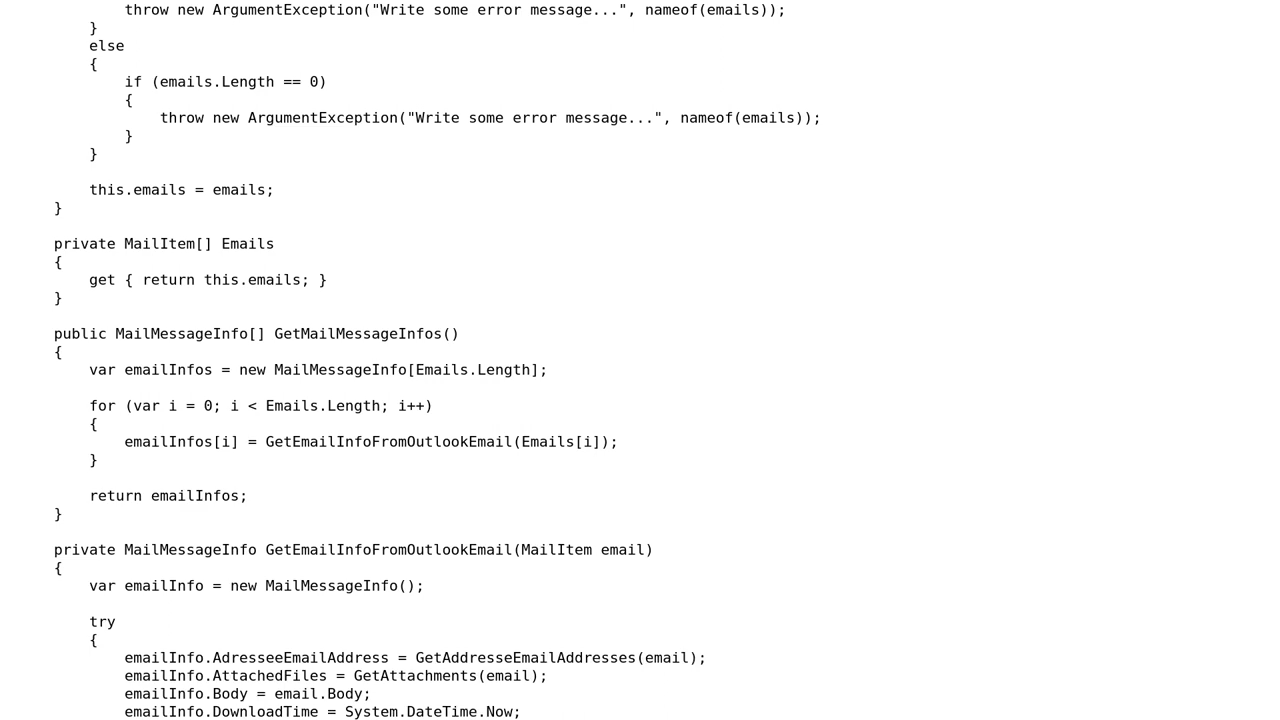 throw new ArgumentException("Write some error message...", nameof(emails));
}
else
{
if (emails.Length == 0)
{
throw new ArgumentException("Write some error message...", nameof(emails));
}
}
this.emails = emails;
}
private MailItem[] Emails
{
get { return this.emails; }
}
public MailMessageInfo[] GetMailMessageInfos()
{
var emailInfos = new MailMessageInfo[Emails.Length];
for (var i = 0; i < Emails.Length; i++)
{
emailInfos[i] = GetEmailInfoFromOutlookEmail(Emails[i]);
}
return emailInfos;
}
private MailMessageInfo GetEmailInfoFromOutlookEmail(MailItem email)
{
var emailInfo = new MailMessageInfo();
try
{
emailInfo.AdresseeEmailAddress = GetAddresseEmailAddresses(email);
emailInfo.AttachedFiles = GetAttachments(email);
emailInfo.Body = email.Body;
emailInfo.DownloadTime = System.DateTime.Now;